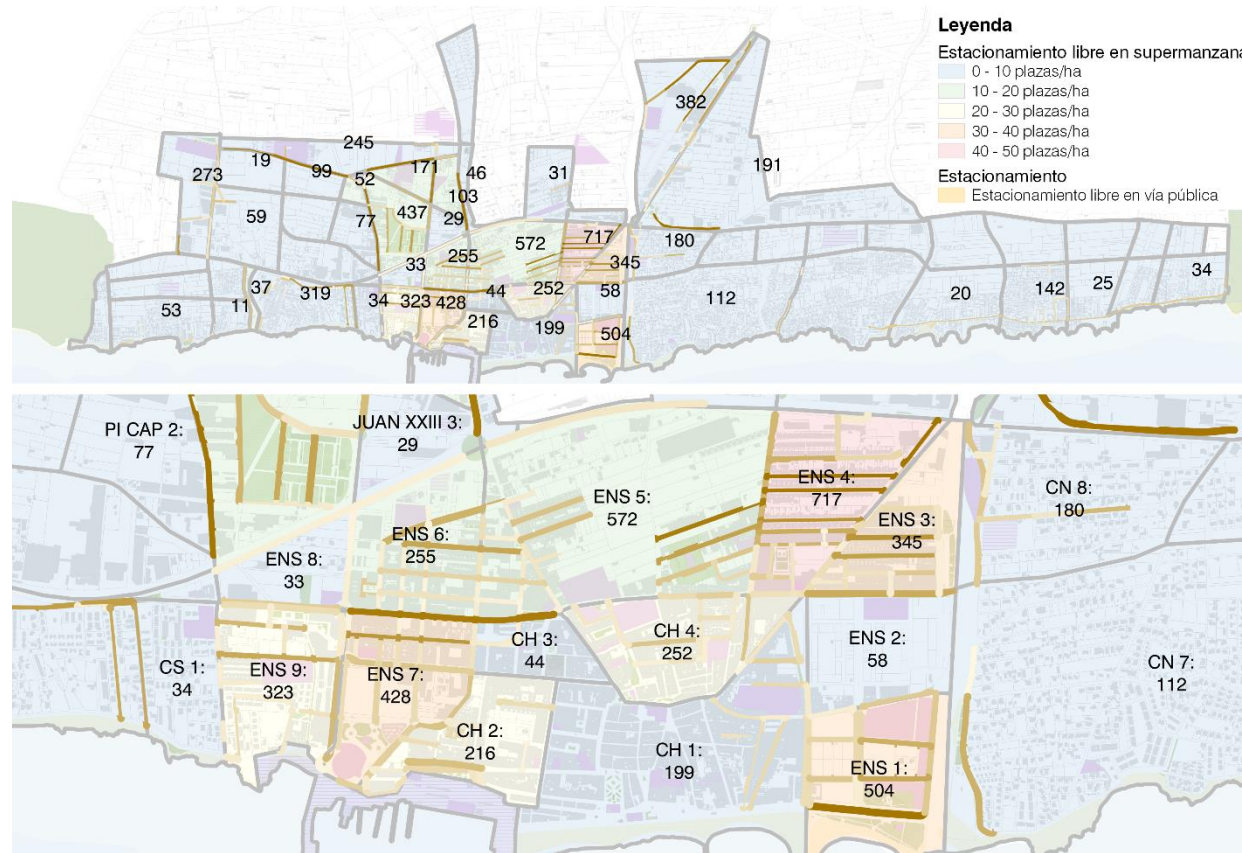 Leyenda
Estacionamiento libre en supermanzana
0 - 10 plazas/ha
10 - 20 plazas/ha
20 - 30 plazas/ha
30 - 40 plazas/ha
40 - 50 plazas/ha
Estacionamiento
Estacionamiento libre en vía pública
382
245
19
171
99
52
46
31
191
273
103
59
437
77
29
717
572
180
255
33
345
37
319
34
323
428
44
252
58
53
11
112
20
142
25
34
216
199
504
PI CAP 2:
77
JUAN XXIII 3:
29
ENS 5:
572
ENS 4:
717
CN 8:
180
ENS 3:
345
ENS 6:
255
ENS 8:
33
CS 1:
34
ENS 9:
323
ENS 7:
428
CH 3:
44
CH 4:
252
ENS 2:
58
CN 7:
112
CH 2:
216
CH 1:
199
ENS 1:
504